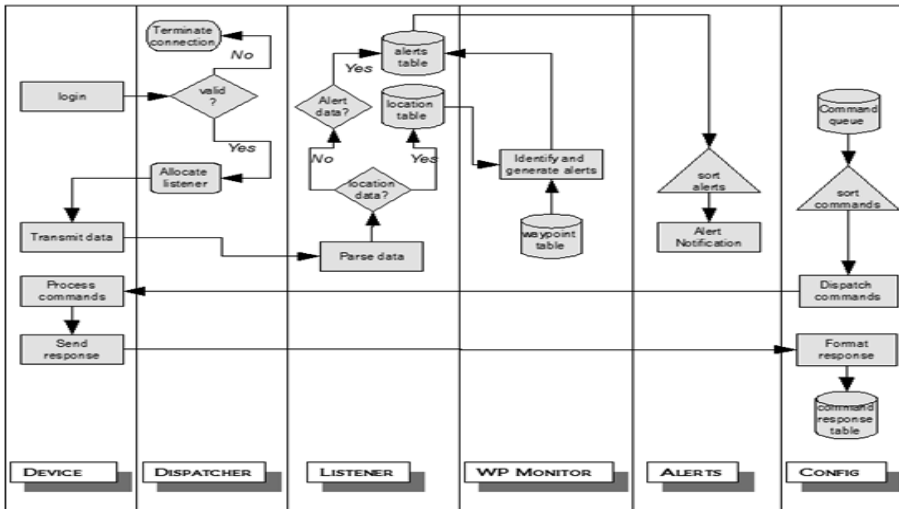 Terminate
connection
No
login
valid
?
Yes
Allocate
listener
Transmit data
Process
commands
Send
response
alerts
table
Yes
Alert
data?
location
table
No
Yes
location
data?
Parse data
Identify and
generate alerts
waypoint
table
sort
alerts
Alert
Notification
Command
queue
sort
commands
Dispatch
commands
Format
response
command
response
table
DEVICE
DISPATCHER
LISTENER
WP MONITOR
ALERTS
CONFIG